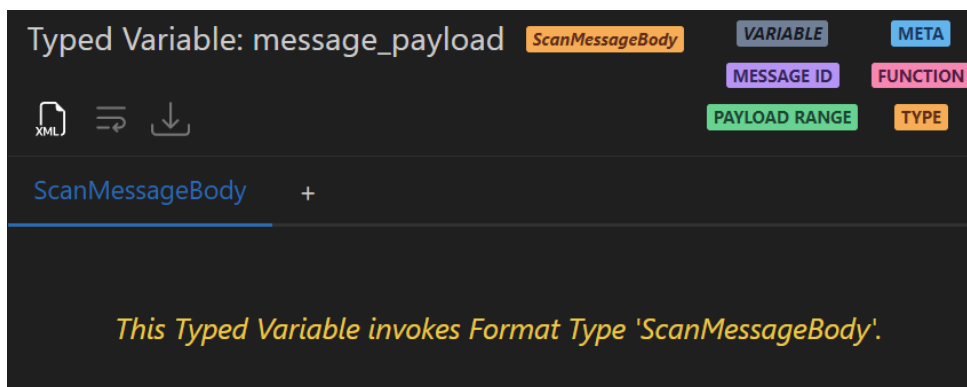 Typed Variable: message_payload ScanMessageBody VARIABLE META
MESSAGE ID FUNCTION
XML
PAYLOAD RANGE TYPE
ScanMessageBody +
This Typed Variable invokes Format Type 'ScanMessageBody'.